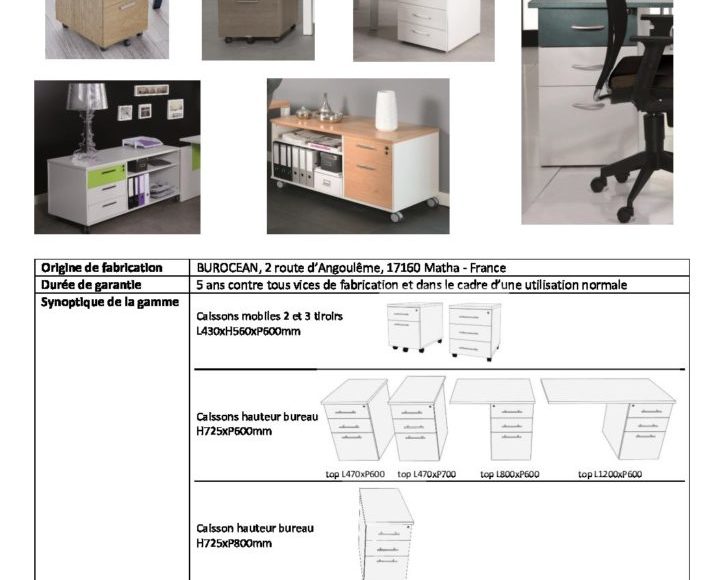 Origine de fabrication
BUROCEAN, 2 route d'Angoulême, 17160 Matha - France
Durée de garantie
5 ans contre tous vices de fabrication et dans le cadre d'une utilisation normale
Synoptique de la gamme
Caissons mobiles 2 et 3 tiroirs
L430xH560xP600mm
Caissons hauteur bureau
H725xP600mm
top L470xP600 top L470xP700 top L800xP600 top L1200xP600
Caisson hauteur bureau
H725xP800mm